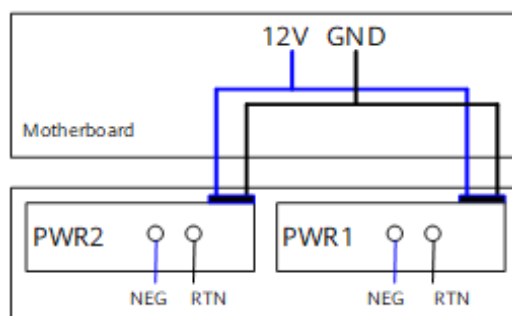 12V GND
Motherboard
PWR2
PWR1
NEG RTN
NEG RTN